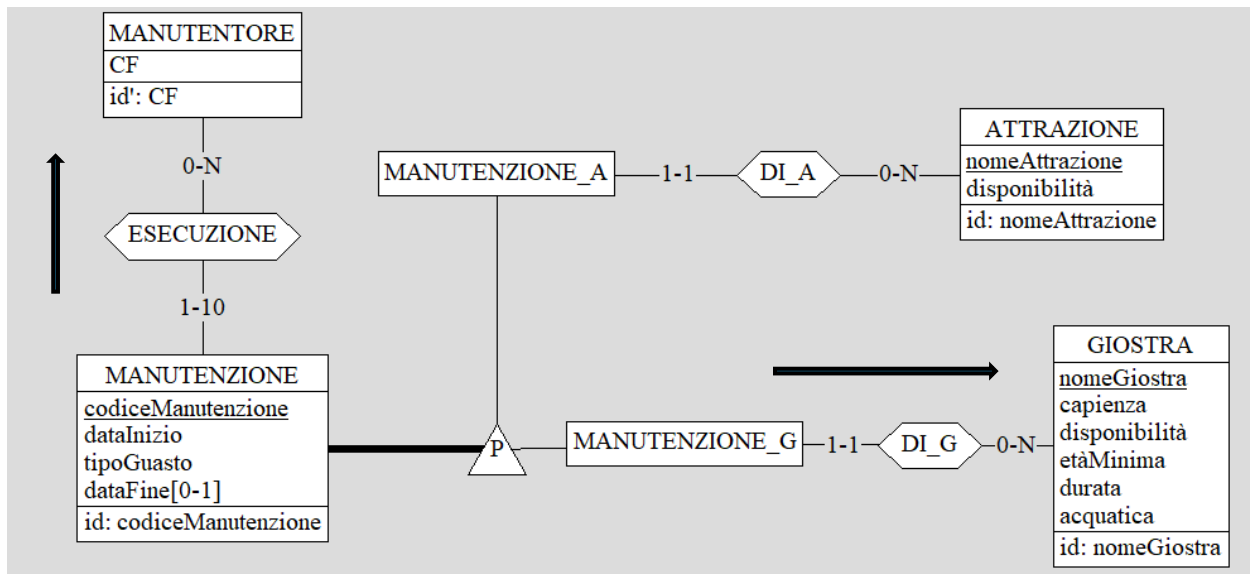 MANUTENTORE
CF
id': CF
0-N
ESECUZIONE
1-10
MANUTENZIONE
codiceManutenzione
dataInizio
tipoGuasto
dataFine[0-1]
id: codiceManutenzione
P
MANUTENZIONE_A
1-1
DI_A
0-N
ATTRAZIONE
nomeAttrazione
disponibilità
id: nomeAttrazione
MANUTENZIONE_G
1-1
DI_G
0-N
GIOSTRA
nomeGiostra
capienza
disponibilità
etàMinima
durata
acquatica
id: nomeGiostra